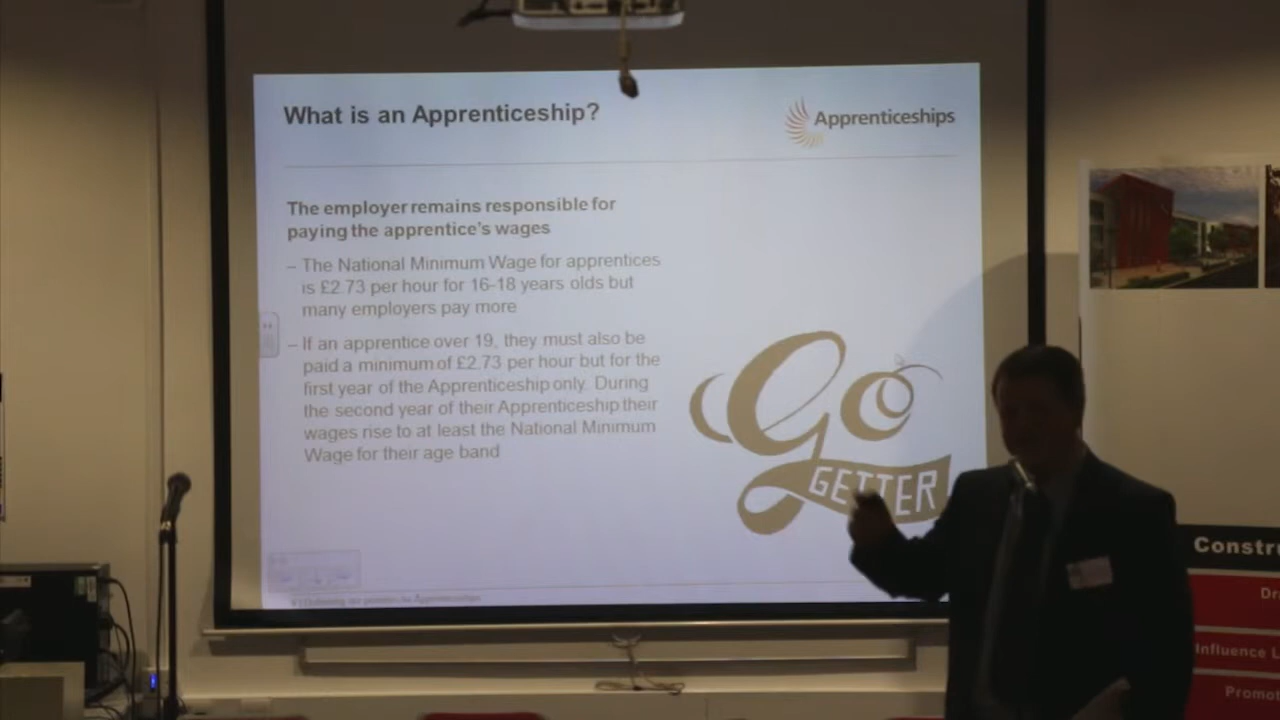 What is an Apprenticeship?
Apprenticeships
The employer remains responsible for
paying the apprentice's wages
– The National Minimum Wage for apprentices
is £2.73 per hour for 16-18 years olds but
many employers pay more
– If an apprentice over 19, they must also be
paid a minimum of £2.73 per hour but for the
first year of the Apprenticeship only. During
the second year of their Apprenticeship their
wages rise to at least the National Minimum
Wage for their age band
Go
GETTER
Constru
Dr
Influence L
Promot